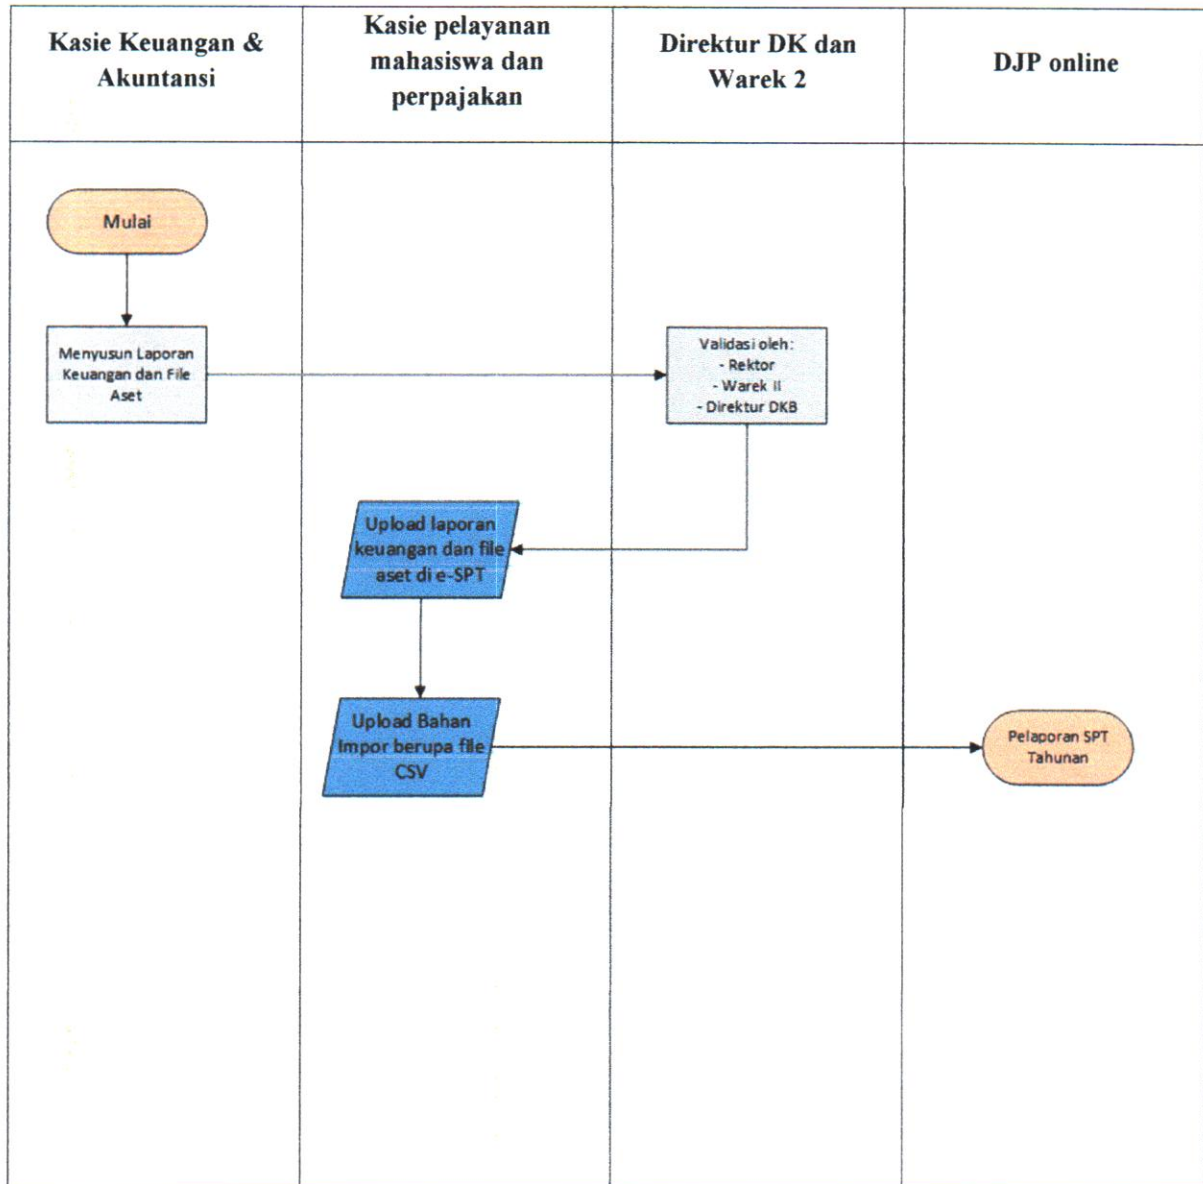 Kasie Keuangan &
Akuntansi
Kasie pelayanan
mahasiswa dan
perpajakan
Direktur DK dan
Warek 2
DJP online
Mulai
Menyusun Laporan
Keuangan dan File
Aset
Validasi oleh:
- Rektor
- Warek II
- Direktur DKB
Upload laporan
keuangan dan file
aset di e-SPT
Upload Bahan
Impor berupa file
CSV
Pelaporan SPT
Tahunan